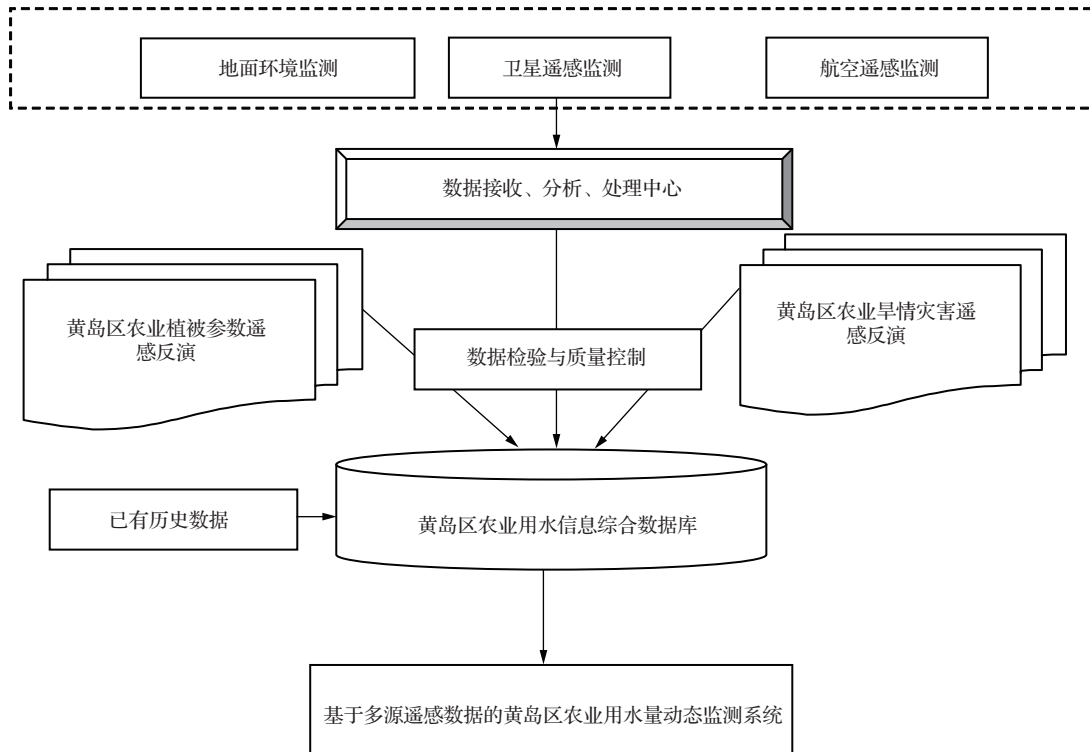 地面环境监测
卫星遥感监测
航空遥感监测
数据接收、分析、处理中心
黄岛区农业植被参数遥
感反演
黄岛区农业旱情灾害遥
感反演
数据检验与质量控制
已有历史数据
黄岛区农业用水信息综合数据库
基于多源遥感数据的黄岛区农业用水量动态监测系统